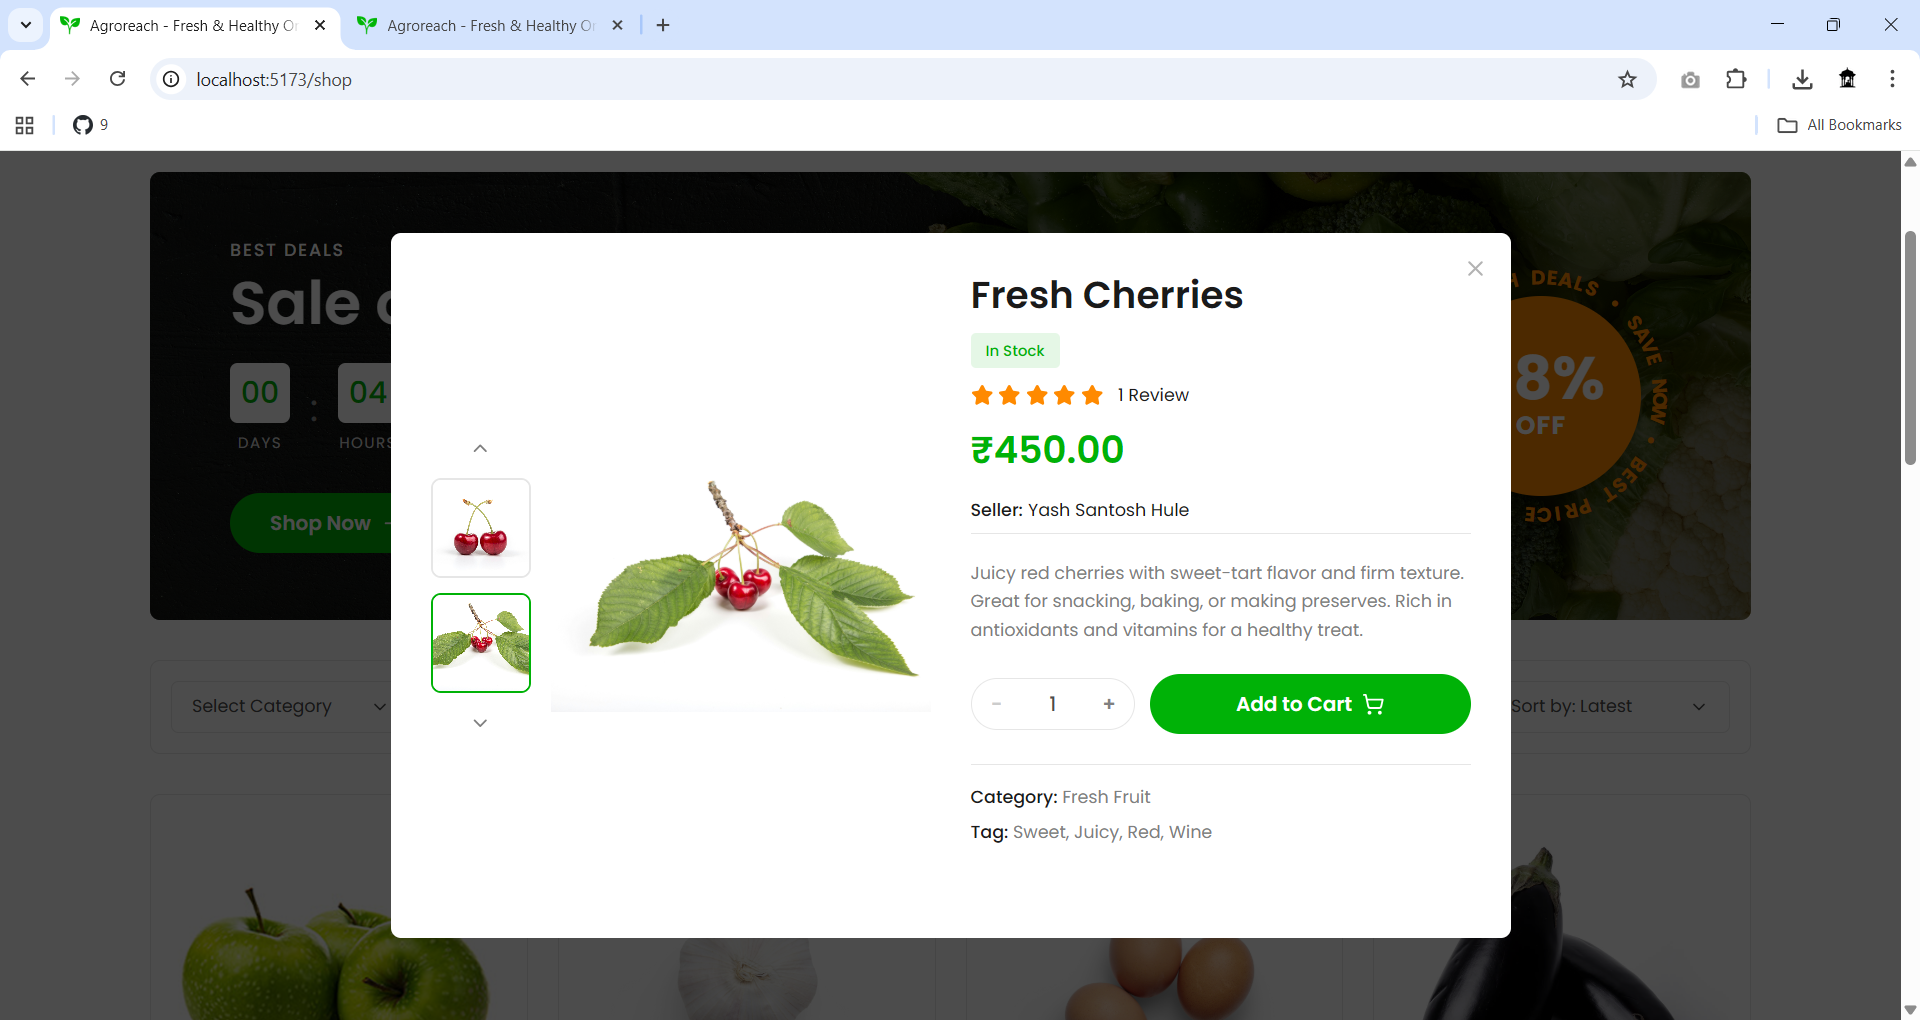 Agroreach - Fresh & Healthy Or
Agroreach - Fresh & Healthy Or
localhost:5173/shop
9
All Bookmarks
BEST DEALS
Sale
00
:
04
DAYS
HOURS
Shop Now
DEALS • SAVE NOW • BEST PRICE
8%
OFF
Fresh Cherries
In Stock
1 Review
₹450.00
Seller: Yash Santosh Hule
Juicy red cherries with sweet-tart flavor and firm texture.
Great for snacking, baking, or making preserves. Rich in
antioxidants and vitamins for a healthy treat.
− 1 +
Add to Cart
Category: Fresh Fruit
Tag: Sweet, Juicy, Red, Wine
Select Category
Sort by: Latest